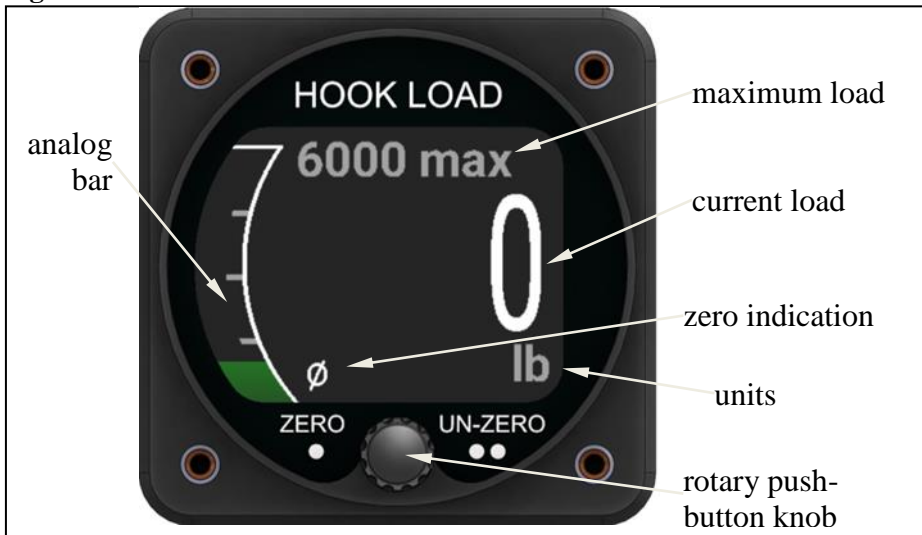 HOOK LOAD
6000 max
0
ø
lb
ZERO
UN-ZERO
analog
bar
maximum load
current load
zero indication
units
rotary push-
button knob